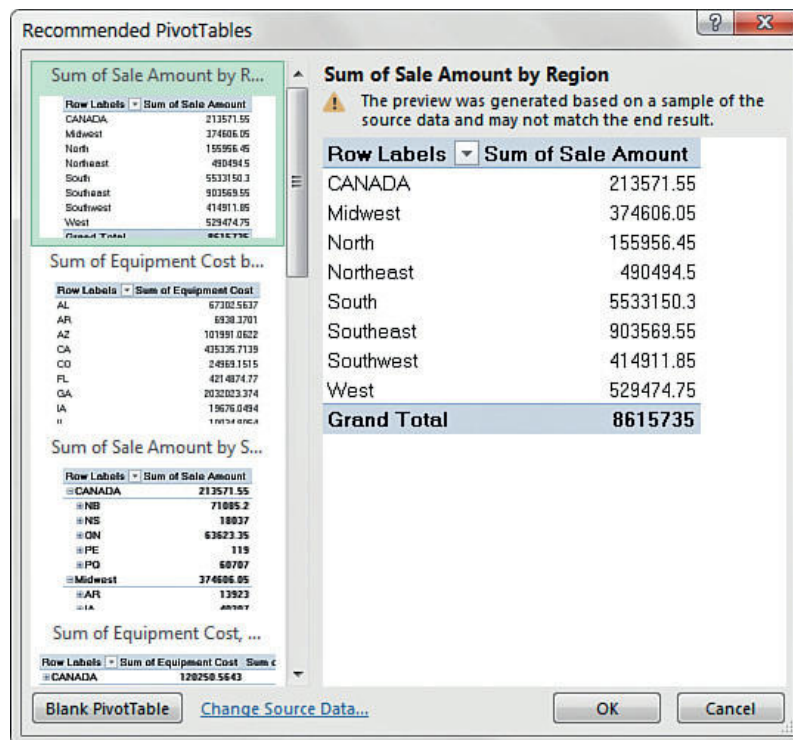 Recommended PivotTables
Sum of Sale Amount by R...
Row Labels Sum of Sale Amount
CANADA 213571.55
Midwest 374606.05
North 155956.45
Northeast 490494.5
South 5533150.3
Southeast 903569.55
Southwest 414911.85
West 529474.75
Grand Total 8615735
Sum of Equipment Cost b...
Row Labels Sum of Equipment Cost
AL 67302.5637
AR 6938.3701
AZ 101991.0622
CA 435335.7139
CO 24969.1515
FL 4214874.77
GA 2032023.374
IA 19676.0494
Sum of Sale Amount by S...
Row Labels Sum of Sale Amount
CANADA 213571.55
NB 71085.2
NS 18037
ON 63623.35
PE 119
PQ 60707
Midwest 374606.05
AR 13923
IA
Sum of Equipment Cost, ...
Row Labels Sum of Equipment Cost Sum c
CANADA 120250.5643
Sum of Sale Amount by Region
The preview was generated based on a sample of the
source data and may not match the end result.
Row Labels Sum of Sale Amount
CANADA 213571.55
Midwest 374606.05
North 155956.45
Northeast 490494.5
South 5533150.3
Southeast 903569.55
Southwest 414911.85
West 529474.75
Grand Total 8615735
Blank PivotTable Change Source Data... OK Cancel